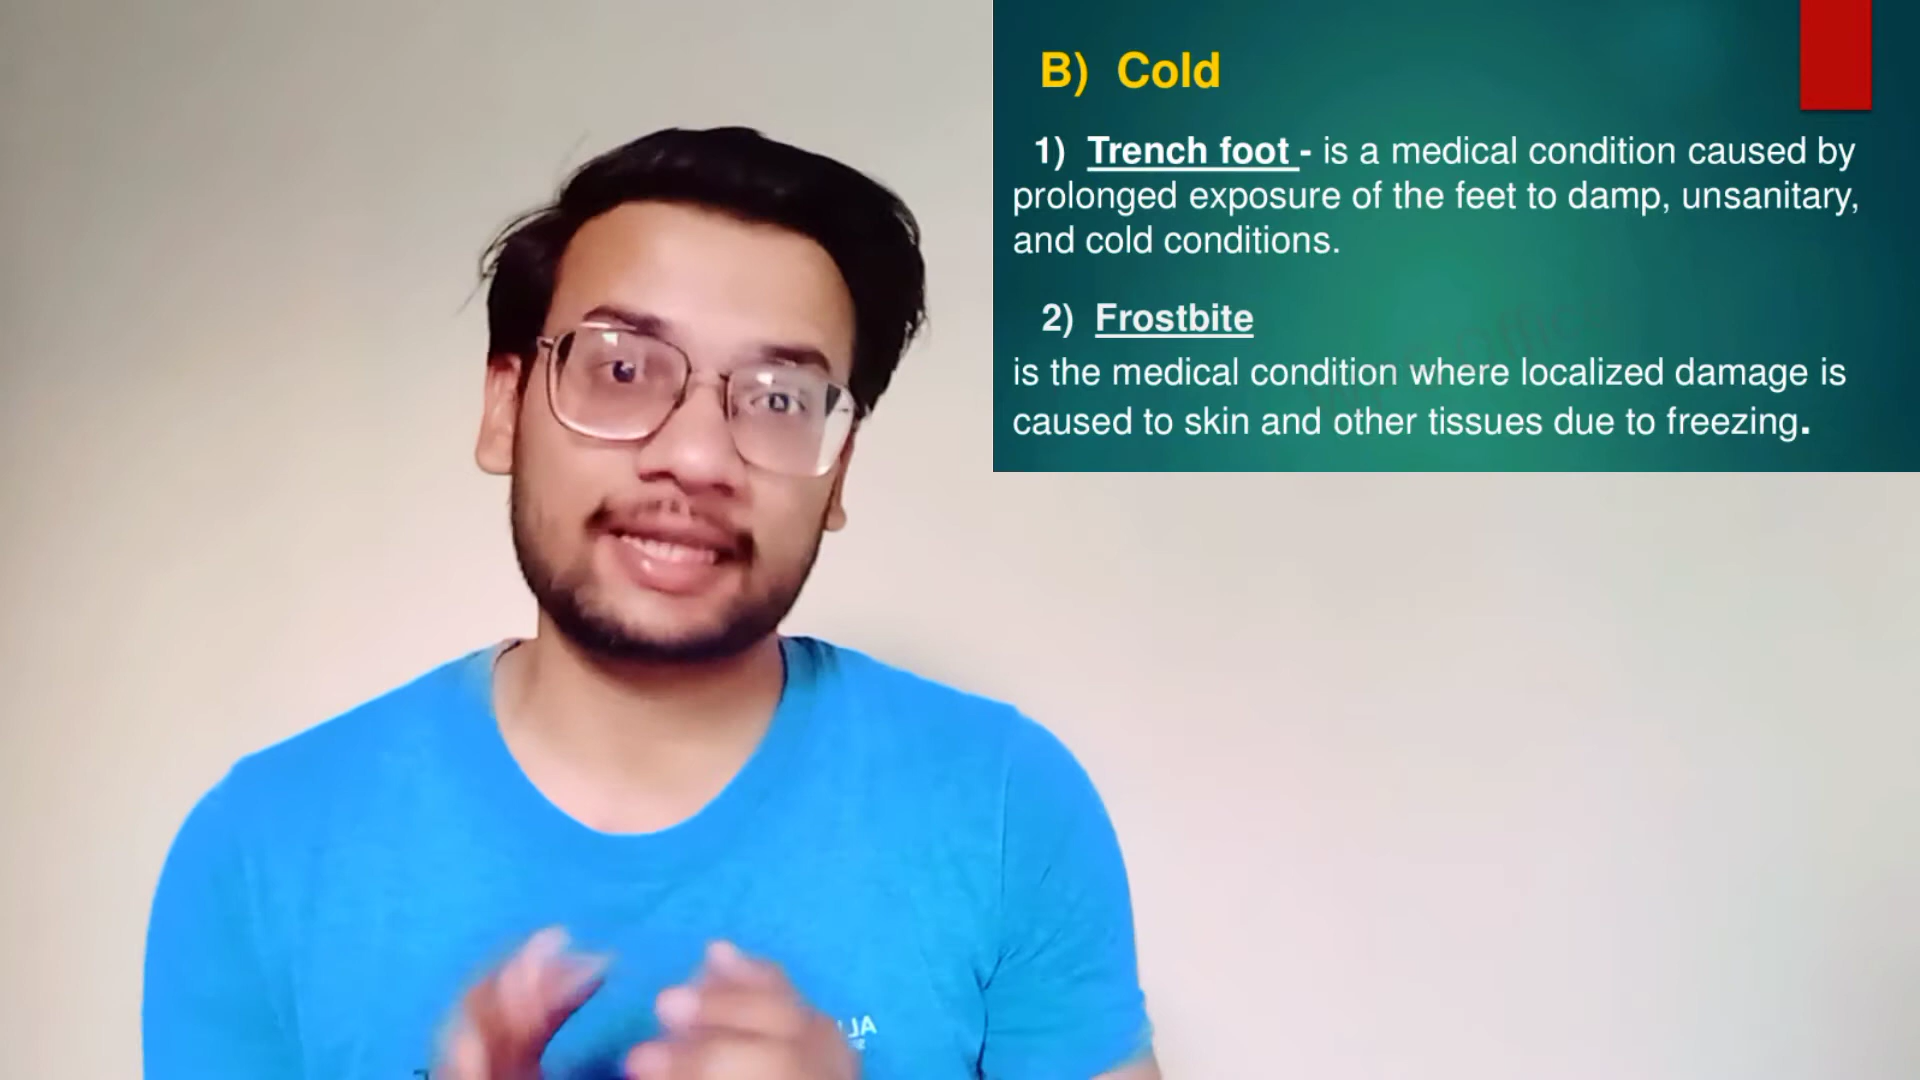 B) Cold
1) Trench foot - is a medical condition caused by
prolonged exposure of the feet to damp, unsanitary,
and cold conditions.
2) Frostbite
is the medical condition where localized damage is
caused to skin and other tissues due to freezing.